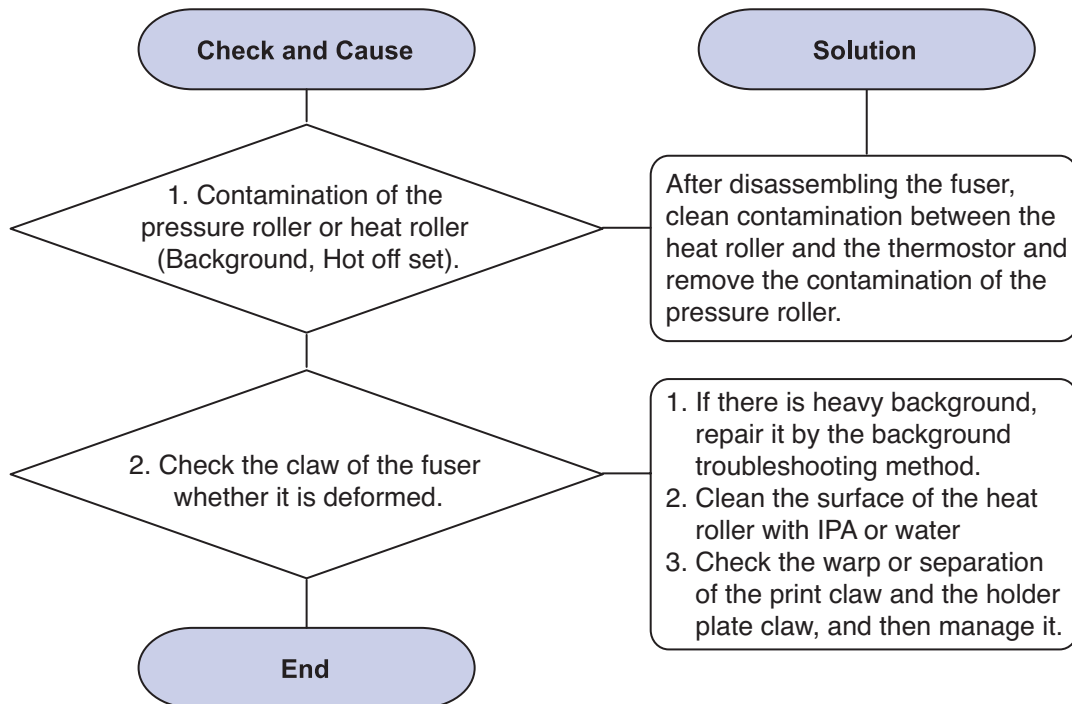 Check and Cause
Solution
1. Contamination of the
pressure roller or heat roller
(Background, Hot off set).
After disassembling the fuser,
clean contamination between the
heat roller and the thermostor and
remove the contamination of the
pressure roller.
2. Check the claw of the fuser
whether it is deformed.
1. If there is heavy background,
repair it by the background
troubleshooting method.
2. Clean the surface of the heat
roller with IPA or water
3. Check the warp or separation
of the print claw and the holder
plate claw, and then manage it.
End